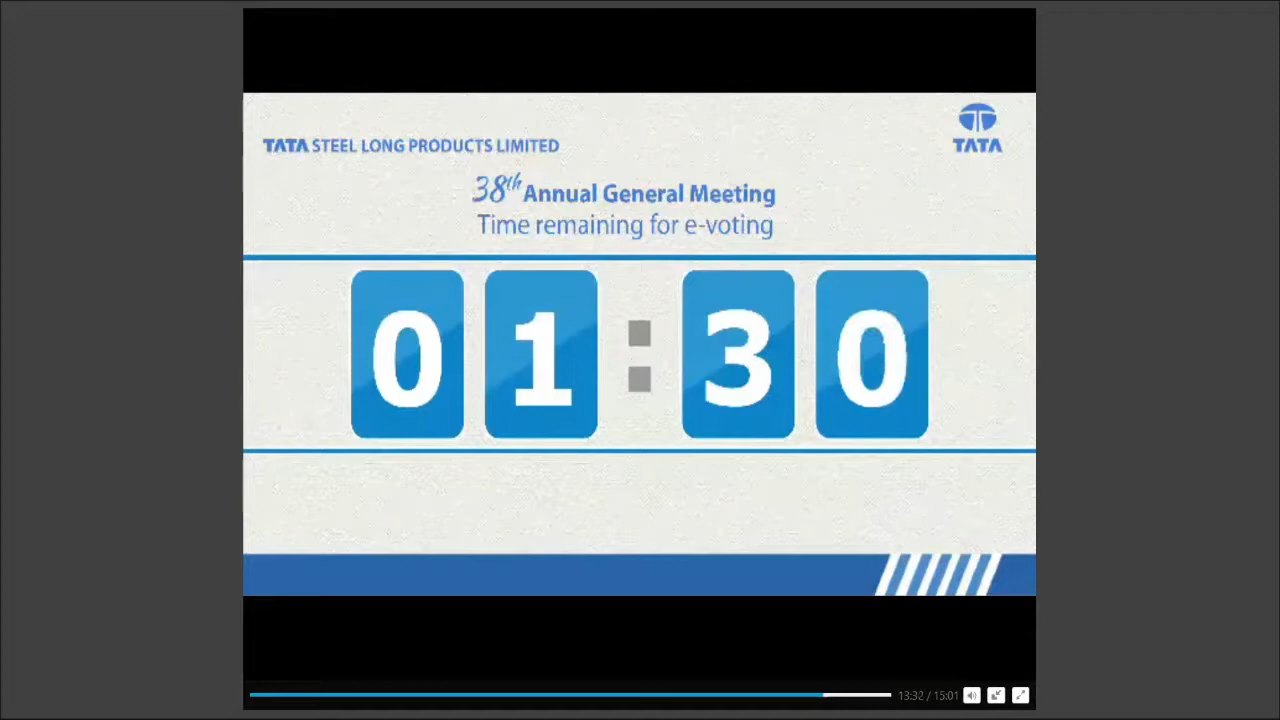 TATA STEEL LONG PRODUCTS LIMITED
TATA
38th Annual General Meeting
Time remaining for e-voting
01:30
13:32 / 15:01